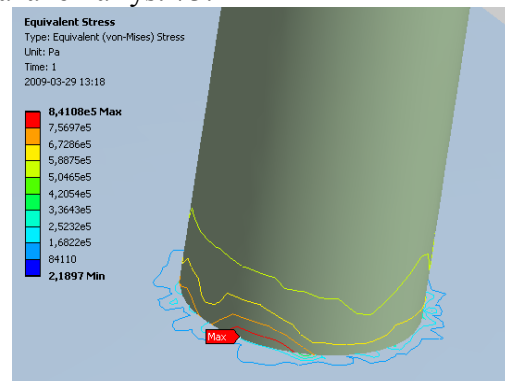 Equivalent Stress
Type: Equivalent (von-Mises) Stress
Unit: Pa
Time: 1
2009-03-29 13:18
8,4108e5 Max
7,5697e5
6,7286e5
5,8875e5
5,0465e5
4,2054e5
3,3643e5
2,5232e5
1,6822e5
84110
2,1897 Min
Max